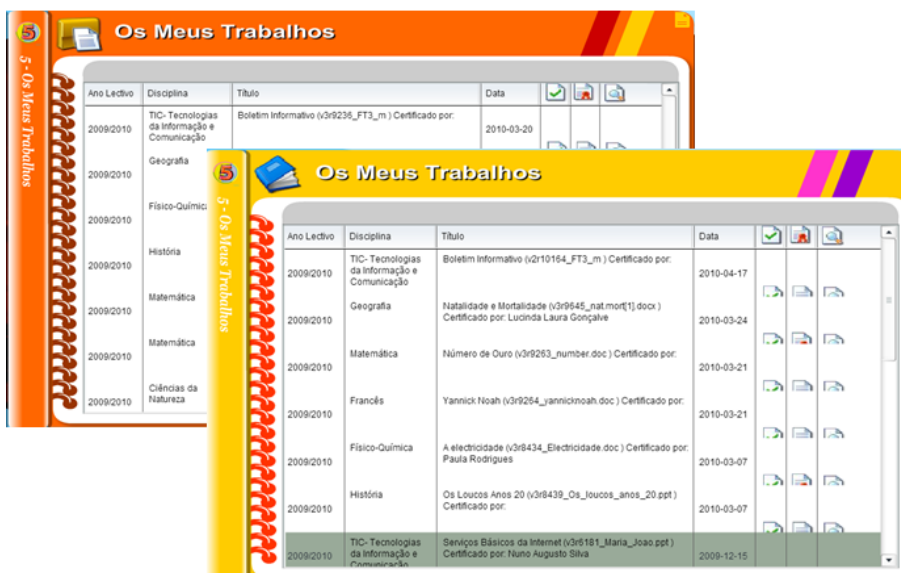 5
Os Meus Trabalhos
5 - Os Meus Trabalhos
Ano Lectivo Disciplina Título Data
2009/2010 TIC- Tecnologias
da Informação e
Comunicação
Boletim Informativo (v3r9236_FT3_m ) Certificado por:
2010-03-20
2009/2010 Geografia
2009/2010 Físico-Químic
2009/2010 História
2009/2010 Matemática
2009/2010 Matemática
2009/2010 Ciências da
Natureza
5
Os Meus Trabalhos
5 - Os Meus Trabalhos
Ano Lectivo Disciplina Título Data
2009/2010 TIC- Tecnologias
da Informação e
Comunicação
Boletim Informativo (v2r10164_FT3_m ) Certificado por:
2010-04-17
2009/2010 Geografia
Natalidade e Mortalidade (v3r9645_nat.mort[1].docx )
Certificado por: Lucinda Laura Gonçalve
2010-03-24
2009/2010 Matemática
Número de Ouro (v3r9263_number.doc ) Certificado por:
2010-03-21
2009/2010 Francês
Yannick Noah (v3r9264_yannicknoah.doc ) Certificado por:
2010-03-21
2009/2010 Físico-Química
A electricidade (v3r8434_Electricidade.doc ) Certificado por:
Paula Rodrigues
2010-03-07
2009/2010 História
Os Loucos Anos 20 (v3r8439_Os_loucos_anos_20.ppt )
Certificado por:
2010-03-07
2009/2010 TIC- Tecnologias
da Informação e
Comunicação
Serviços Básicos da Internet (v3r6181_Maria_Joao.ppt )
Certificado por: Nuno Augusto Silva
2009-12-15